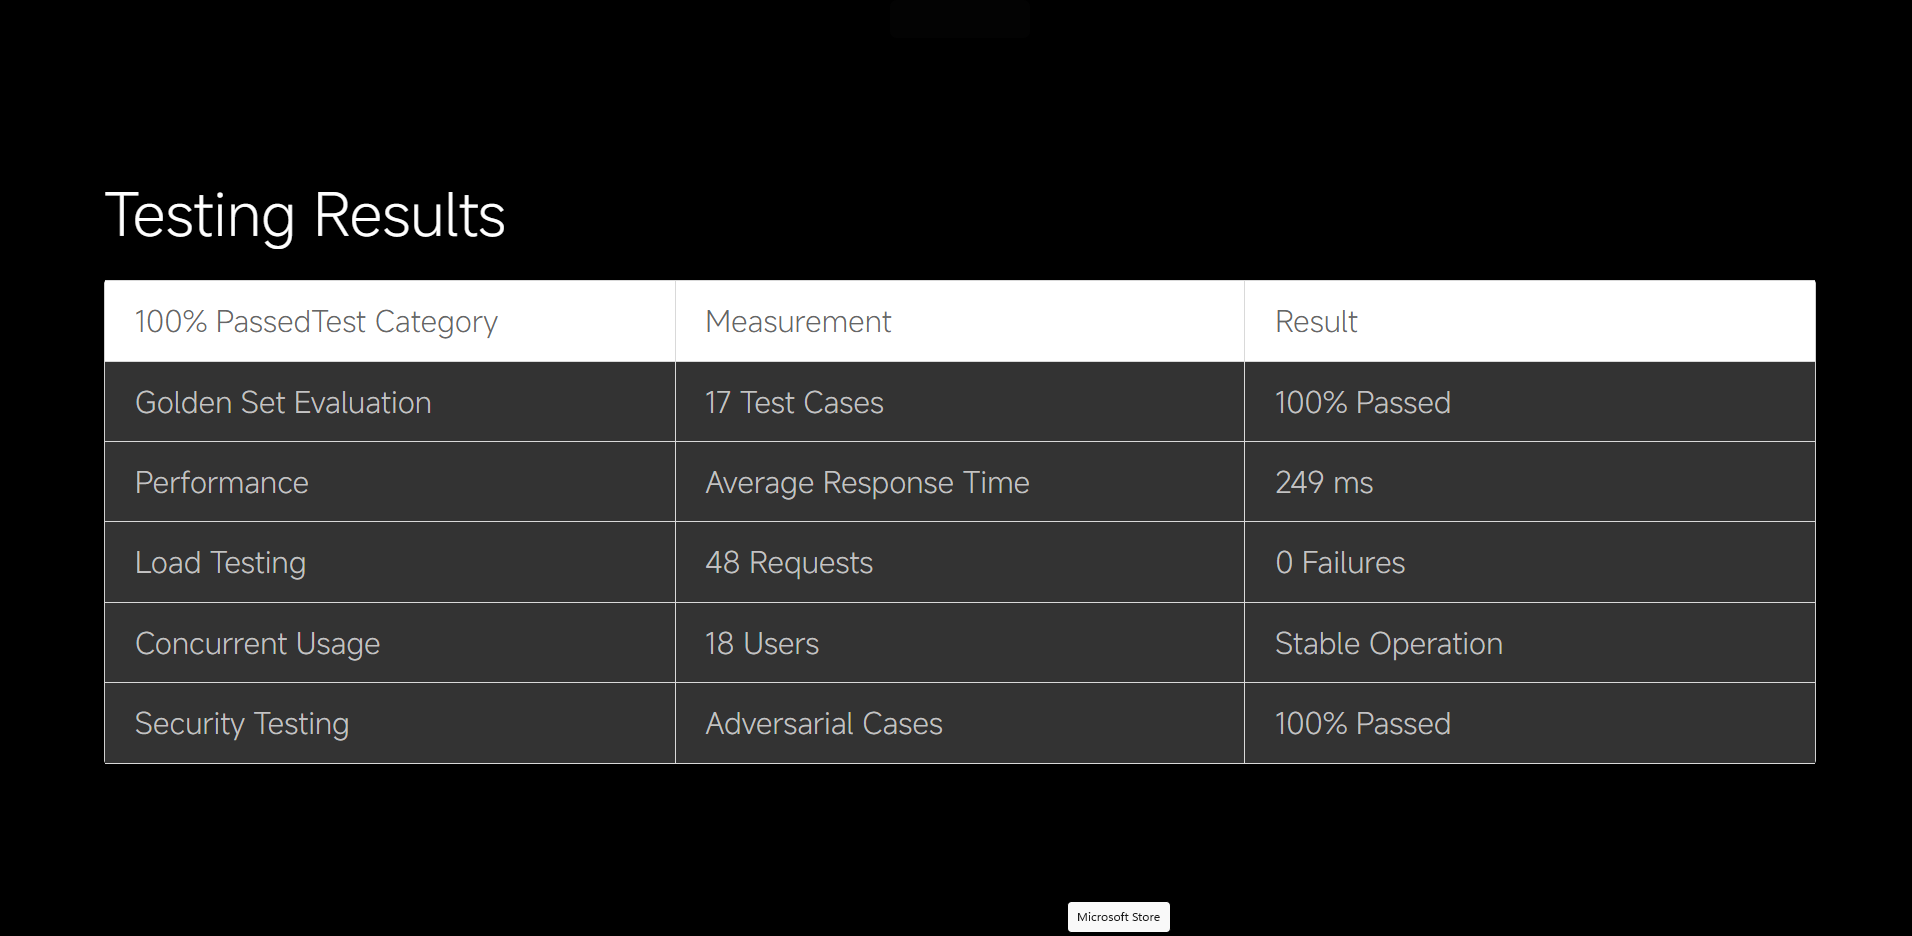 Testing Results
100% PassedTest Category Measurement Result
Golden Set Evaluation 17 Test Cases 100% Passed
Performance Average Response Time 249 ms
Load Testing 48 Requests 0 Failures
Concurrent Usage 18 Users Stable Operation
Security Testing Adversarial Cases 100% Passed
Microsoft Store